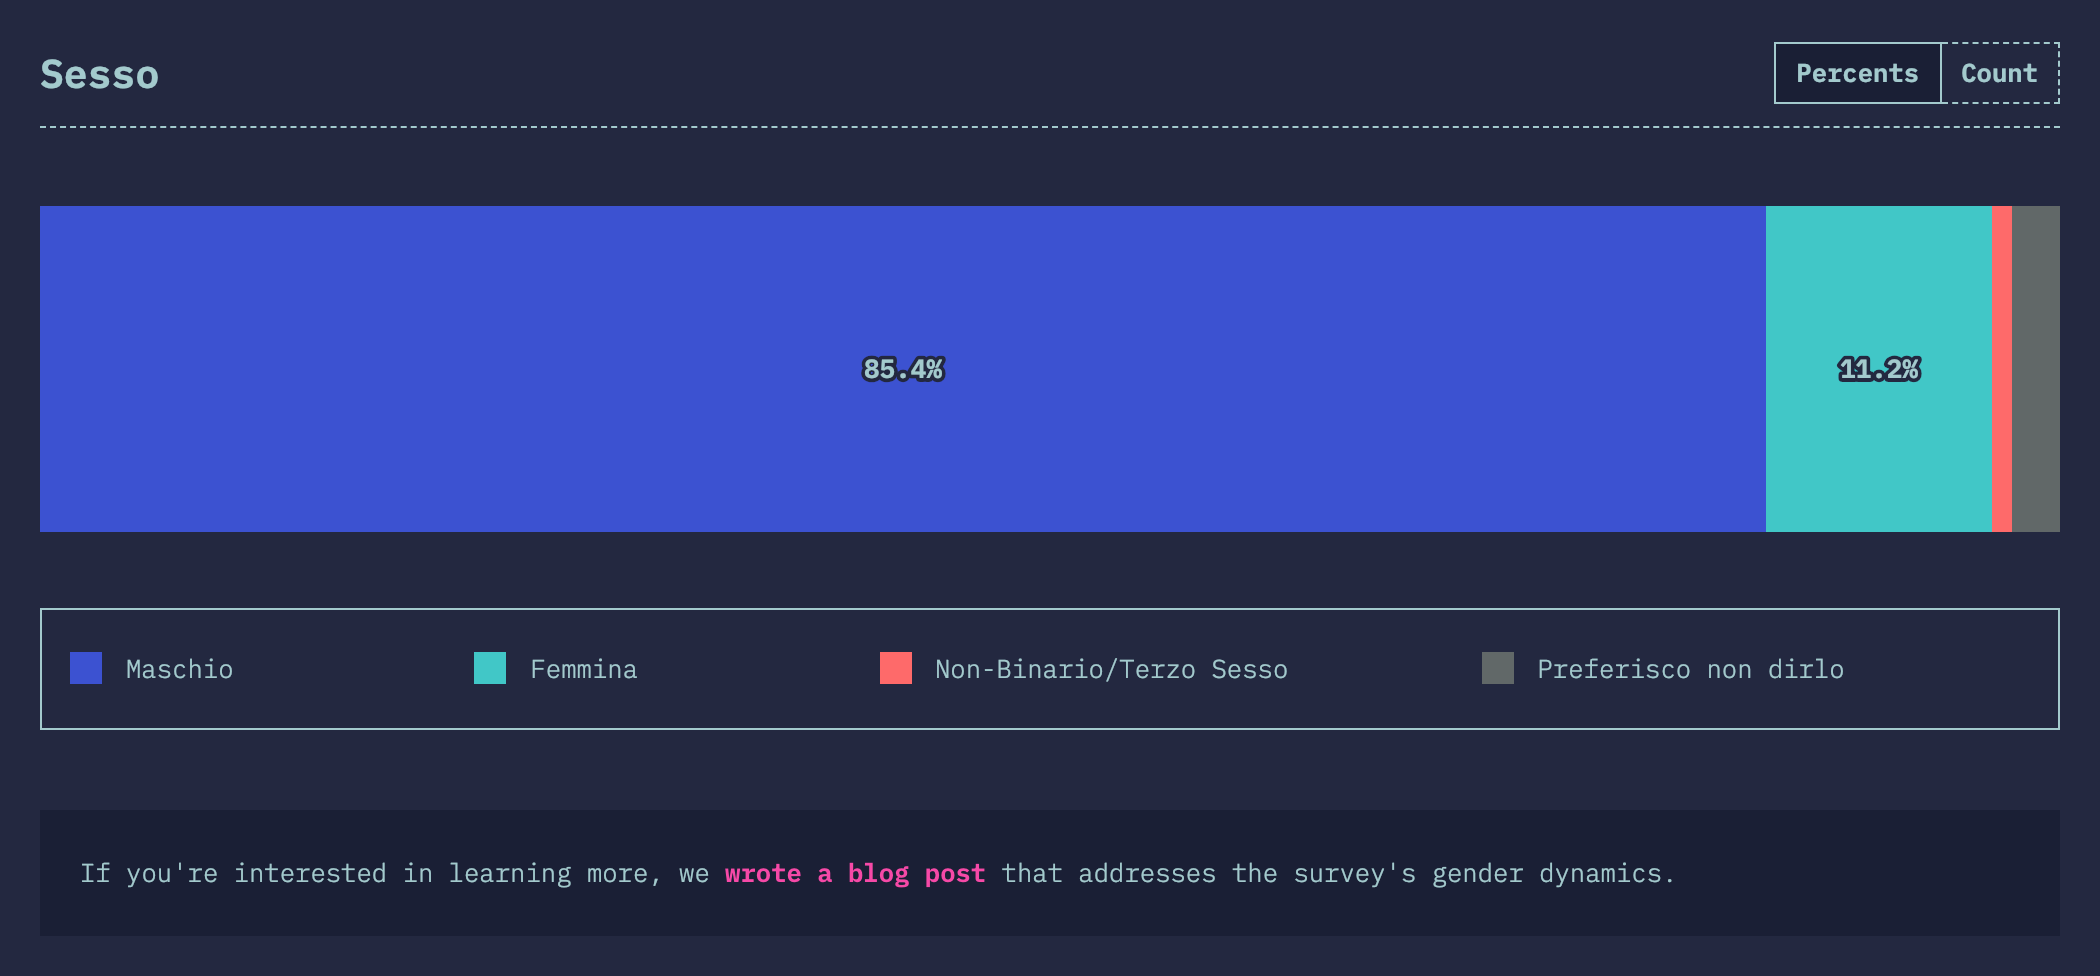 Sesso
Percents Count
85.4% 11.2%
Maschio Femmina Non-Binario/Terzo Sesso Preferisco non dirlo
If you're interested in learning more, we wrote a blog post that addresses the survey's gender dynamics.